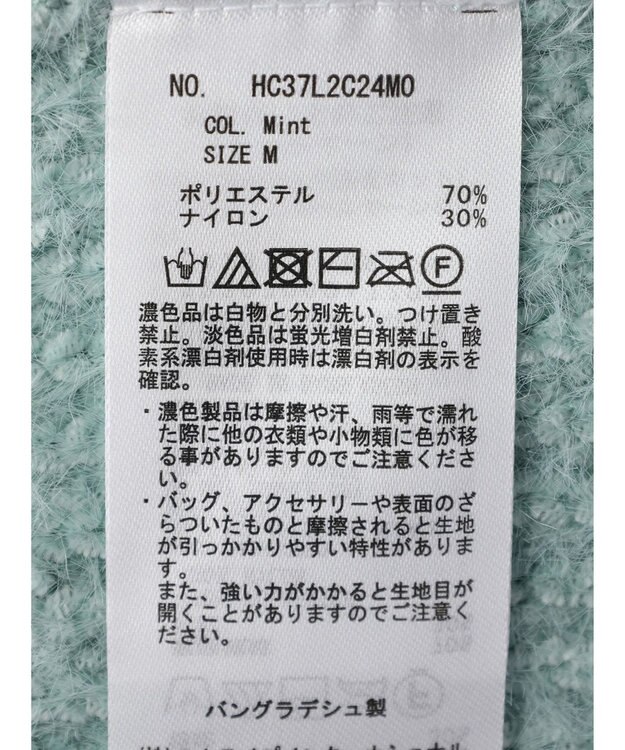 NO. HC37L2C24M0
COL. Mint
SIZE M
ポリエステル 70%
ナイロン 30%
F
濃色品は白物と分別洗い。つけ置き
禁止。淡色品は蛍光増白剤禁止。酸
素系漂白剤使用時は漂白剤の表示を
確認。
・濃色製品は摩擦や汗、雨等で濡れ
た際に他の衣類や小物類に色が移
る事がありますのでご注意くださ
い。
・バッグ、アクセサリーや表面のざ
らついたものと摩擦されると生地
が引っかかりやすい特性がありま
す。
また、強い力がかかると生地目が
開くことがありますのでご注意く
ださい。
バングラデシュ製